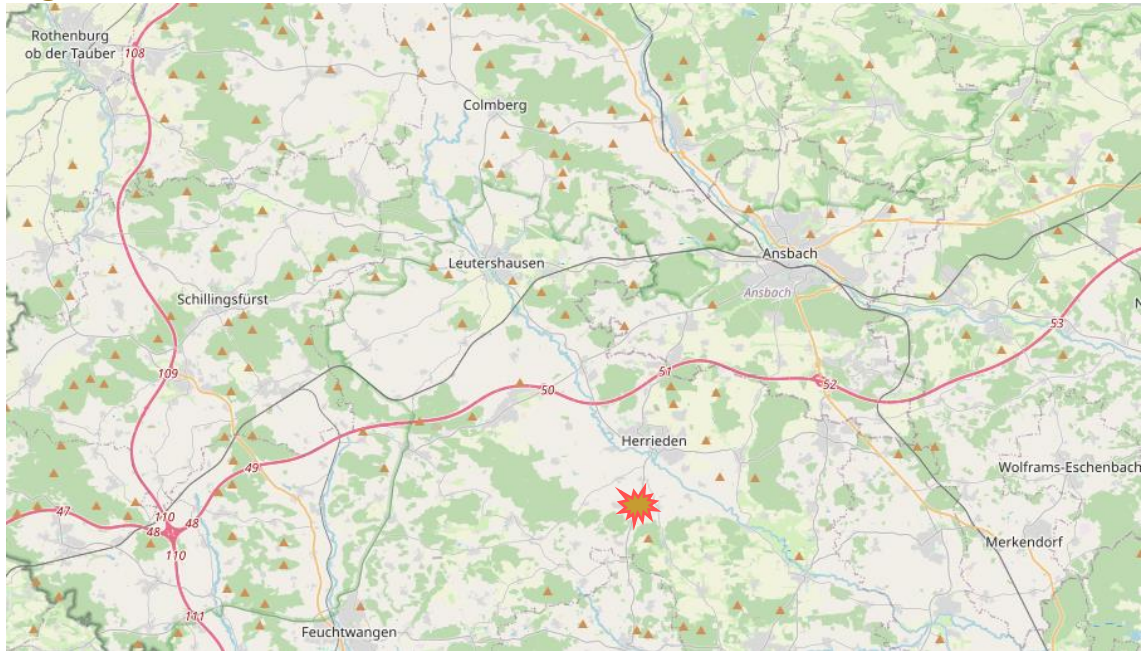 Rothenburg
ob der Tauber
108
Colmberg
Ansbach
Leutershausen
Ansbach
Schillingsfürst
53
109
51
50
52
Herrieden
49
Wolframs-Eschenbach
47
110
48
48
110
Merkendorf
111
Feuchtwangen